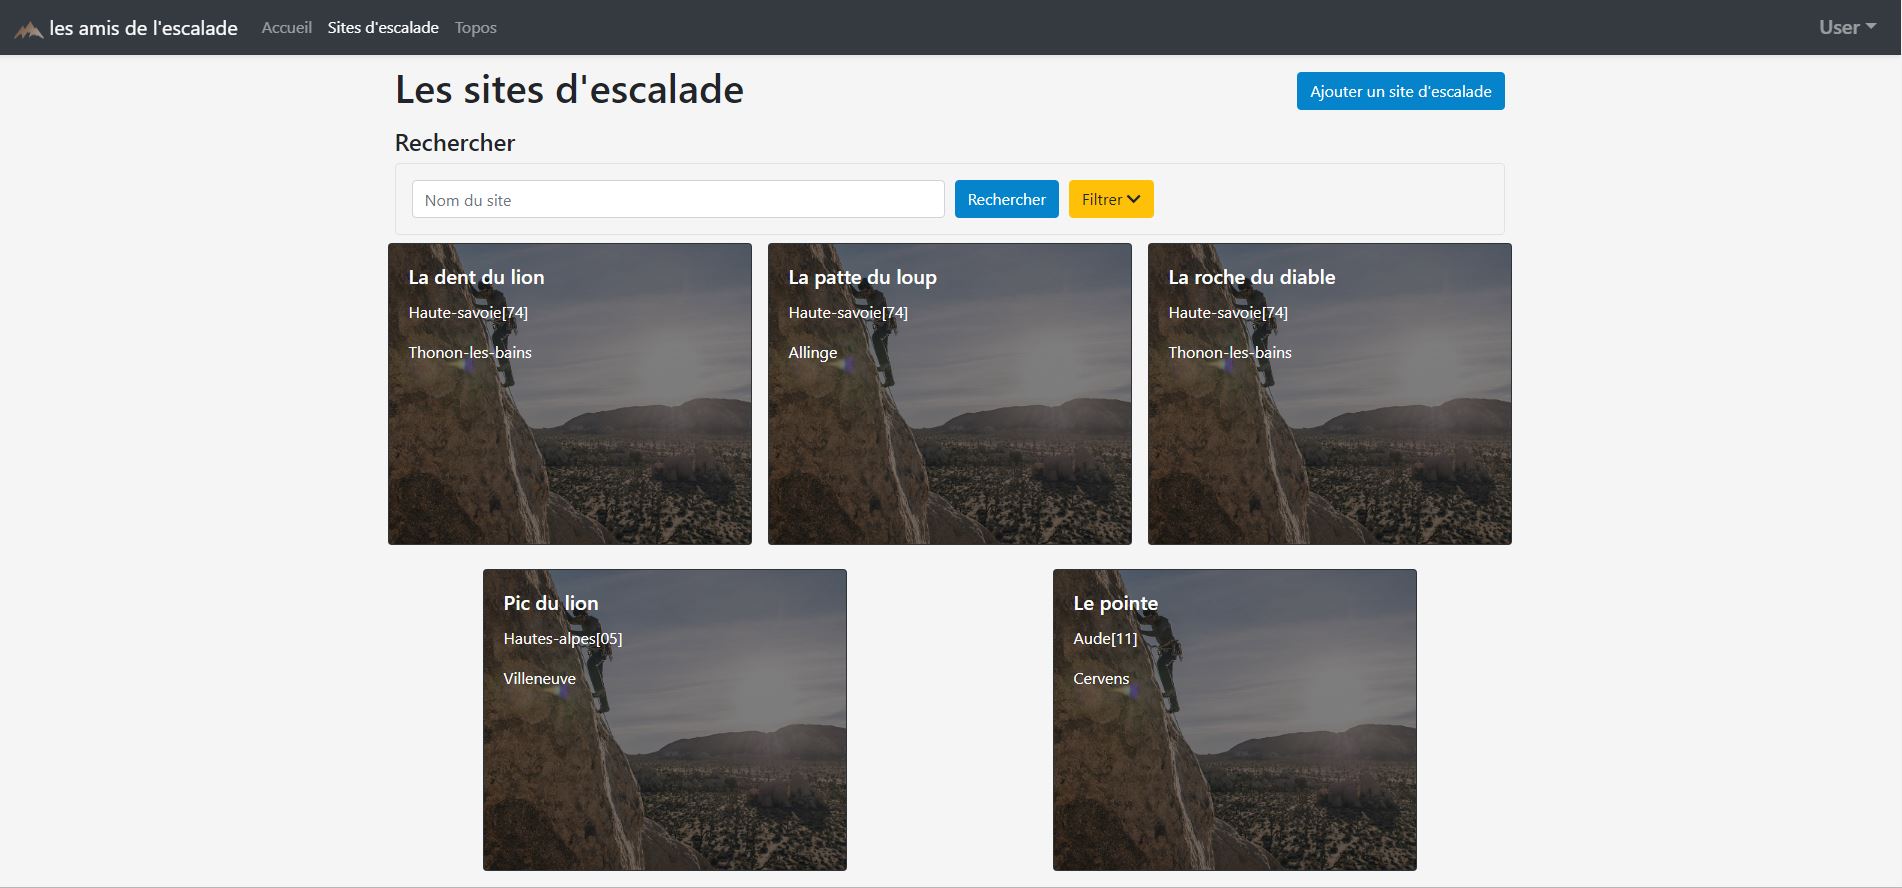 les amis de l'escalade Accueil Sites d'escalade Topos User
Les sites d'escalade Ajouter un site d'escalade
Rechercher
Nom du site Rechercher Filtrer
La dent du lion
Haute-savoie[74]
Thonon-les-bains
La patte du loup
Haute-savoie[74]
Allinge
La roche du diable
Haute-savoie[74]
Thonon-les-bains
Pic du lion
Hautes-alpes[05]
Villeneuve
Le pointe
Aude[11]
Cervens